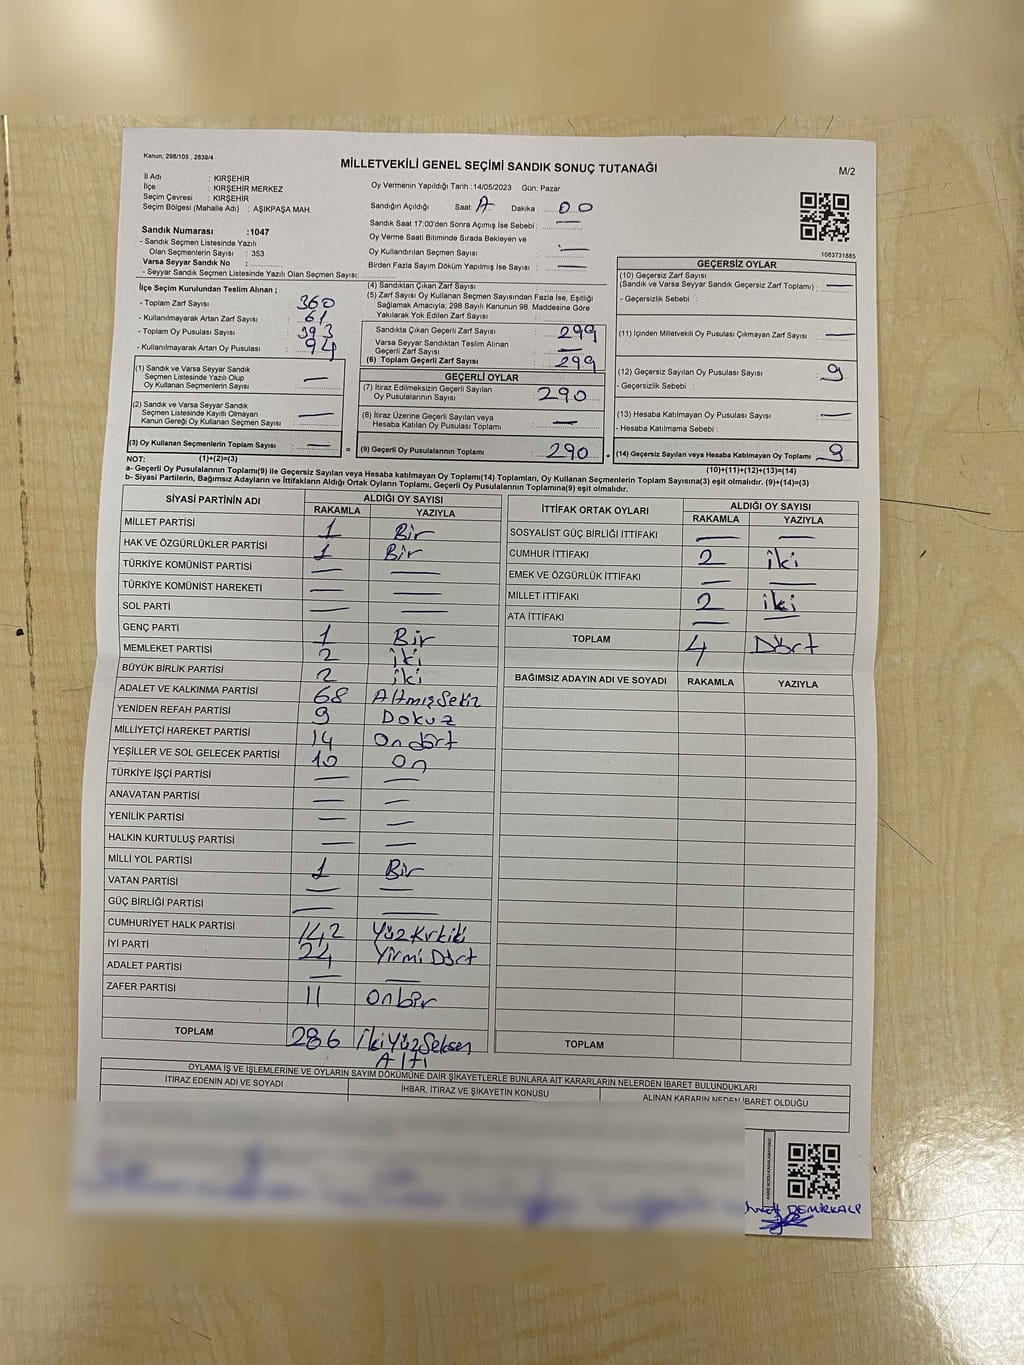 Kanun; 298/105 , 2839/4
MİLLETVEKİLİ GENEL SEÇİMİ SANDIK SONUÇ TUTANAĞI
M/2
İl Adı : KIRŞEHİR
İlçe : KIRŞEHİR MERKEZ
Seçim Çevresi : KIRŞEHİR
Seçim Bölgesi (Mahalle Adı) : AŞIKPAŞA MAH.
Oy Vermenin Yapıldığı Tarih : 14/05/2023 Gün: Pazar
Sandığın Açıldığı Saat: A Dakika : 00
Sandık Saat 17:00'den Sonra Açımış İse Sebebi : —
Oy Verme Saati Bitiminde Sırada Bekleyen ve
Oy Kullandırılan Seçmen Sayısı : —
Birden Fazla Sayım Döküm Yapılmış İse Sayısı : —
1083731885
Sandık Numarası :1047
- Sandık Seçmen Listesinde Yazılı
Olan Seçmenlerin Sayısı : 353
Varsa Seyyar Sandık No :
- Seyyar Sandık Seçmen Listesinde Yazılı Olan Seçmen Sayısı:
İlçe Seçim Kurulundan Teslim Alınan ;
- Toplam Zarf Sayısı : 360
- Kullanılmayarak Artan Zarf Sayısı : 61
- Toplam Oy Pusulası Sayısı : 393
- Kullanılmayarak Artan Oy Pusulası : 94
(1) Sandık ve Varsa Seyyar Sandık
Seçmen Listesinde Yazılı Olup
Oy Kullanan Seçmenlerin Sayısı : —
(2) Sandık ve Varsa Seyyar Sandık
Seçmen Listesinde Kayıtlı Olmayan
Kanun Gereği Oy Kullanan Seçmen Sayısı : —
(3) Oy Kullanan Seçmenlerin Toplam Sayısı : —
(4) Sandıktan Çıkan Zarf Sayısı :
(5) Zarf Sayısı Oy Kullanan Seçmen Sayısından Fazla İse, Eşitliği
Sağlamak Amacıyla; 298 Sayılı Kanunun 98. Maddesine Göre
Yakılarak Yok Edilen Zarf Sayısı :
Sandıkta Çıkan Geçerli Zarf Sayısı : 299
Varsa Seyyar Sandıktan Teslim Alınan
Geçerli Zarf Sayısı : —
(6) Toplam Geçerli Zarf Sayısı : 299
GEÇERLİ OYLAR
(7) İtiraz Edilmeksizin Geçerli Sayılan
Oy Pusulalarının Sayısı : 290
(8) İtiraz Üzerine Geçerli Sayılan veya
Hesaba Katılan Oy Pusulası Toplamı : —
= (9) Geçerli Oy Pusulalarının Toplamı : 290
GEÇERSİZ OYLAR
(10) Geçersiz Zarf Sayısı
(Sandık ve Varsa Seyyar Sandık Geçersiz Zarf Toplamı) : —
- Geçersizlik Sebebi :
(11) İçinden Milletvekili Oy Pusulası Çıkmayan Zarf Sayısı : —
(12) Geçersiz Sayılan Oy Pusulası Sayısı : 9
- Geçersizlik Sebebi :
(13) Hesaba Katılmayan Oy Pusulası Sayısı : —
- Hesaba Katılmama Sebebi :
+ (14) Geçersiz Sayılan veya Hesaba Katılmayan Oy Toplamı : 9
NOT: (1)+(2)=(3)
(10)+(11)+(12)+(13)=(14)
a- Geçerli Oy Pusulalarının Toplamı(9) ile Geçersiz Sayılan veya Hesaba katılmayan Oy Toplamı(14) Toplamları, Oy Kullanan Seçmenlerin Toplam Sayısına(3) eşit olmalıdır. (9)+(14)=(3)
b- Siyasi Partilerin, Bağımsız Adayların ve İttifakların Aldığı Ortak Oyların Toplamı, Geçerli Oy Pusulalarının Toplamına(9) eşit olmalıdır.
SİYASİ PARTİNİN ADI ALDIĞI OY SAYISI
RAKAMLA YAZIYLA
MİLLET PARTİSİ 1 Bir
HAK VE ÖZGÜRLÜKLER PARTİSİ 1 Bir
TÜRKİYE KOMÜNİST PARTİSİ — —
TÜRKİYE KOMÜNİST HAREKETİ — —
SOL PARTİ — —
GENÇ PARTİ 1 Bir
MEMLEKET PARTİSİ 2 iki
BÜYÜK BİRLİK PARTİSİ 2 iki
ADALET VE KALKINMA PARTİSİ 68 Altmış Sekiz
YENİDEN REFAH PARTİSİ 9 Dokuz
MİLLİYETÇİ HAREKET PARTİSİ 14 On dört
YEŞİLLER VE SOL GELECEK PARTİSİ 10 On
TÜRKİYE İŞÇİ PARTİSİ — —
ANAVATAN PARTİSİ — —
YENİLİK PARTİSİ — —
HALKIN KURTULUŞ PARTİSİ — —
MİLLİ YOL PARTİSİ 1 Bir
VATAN PARTİSİ — —
GÜÇ BİRLİĞİ PARTİSİ — —
CUMHURİYET HALK PARTİSİ 142 Yüz Krkiki
İYİ PARTİ 24 Yirmi Dört
ADALET PARTİSİ — —
ZAFER PARTİSİ 11 Onbir
TOPLAM 286 İkiYüz Seksen
Altı
İTTİFAK ORTAK OYLARI ALDIĞI OY SAYISI
RAKAMLA YAZIYLA
SOSYALİST GÜÇ BİRLİĞİ İTTİFAKI — —
CUMHUR İTTİFAKI 2 iki
EMEK VE ÖZGÜRLÜK İTTİFAKI — —
MİLLET İTTİFAKI 2 iki
ATA İTTİFAKI — —
TOPLAM 4 Dört
BAĞIMSIZ ADAYIN ADI VE SOYADI RAKAMLA YAZIYLA
TOPLAM
OYLAMA İŞ VE İŞLEMLERİNE VE OYLARIN SAYIM DÖKÜMÜNE DAİR ŞİKAYETLERLE BUNLARA AİT KARARLARIN NELERDEN İBARET BULUNDUKLARI
İTİRAZ EDENİN ADI VE SOYADI İHBAR, İTİRAZ VE ŞİKAYETİN KONUSU ALINAN KARARIN NEDEN İBARET OLDUĞU
DEMİRKALP